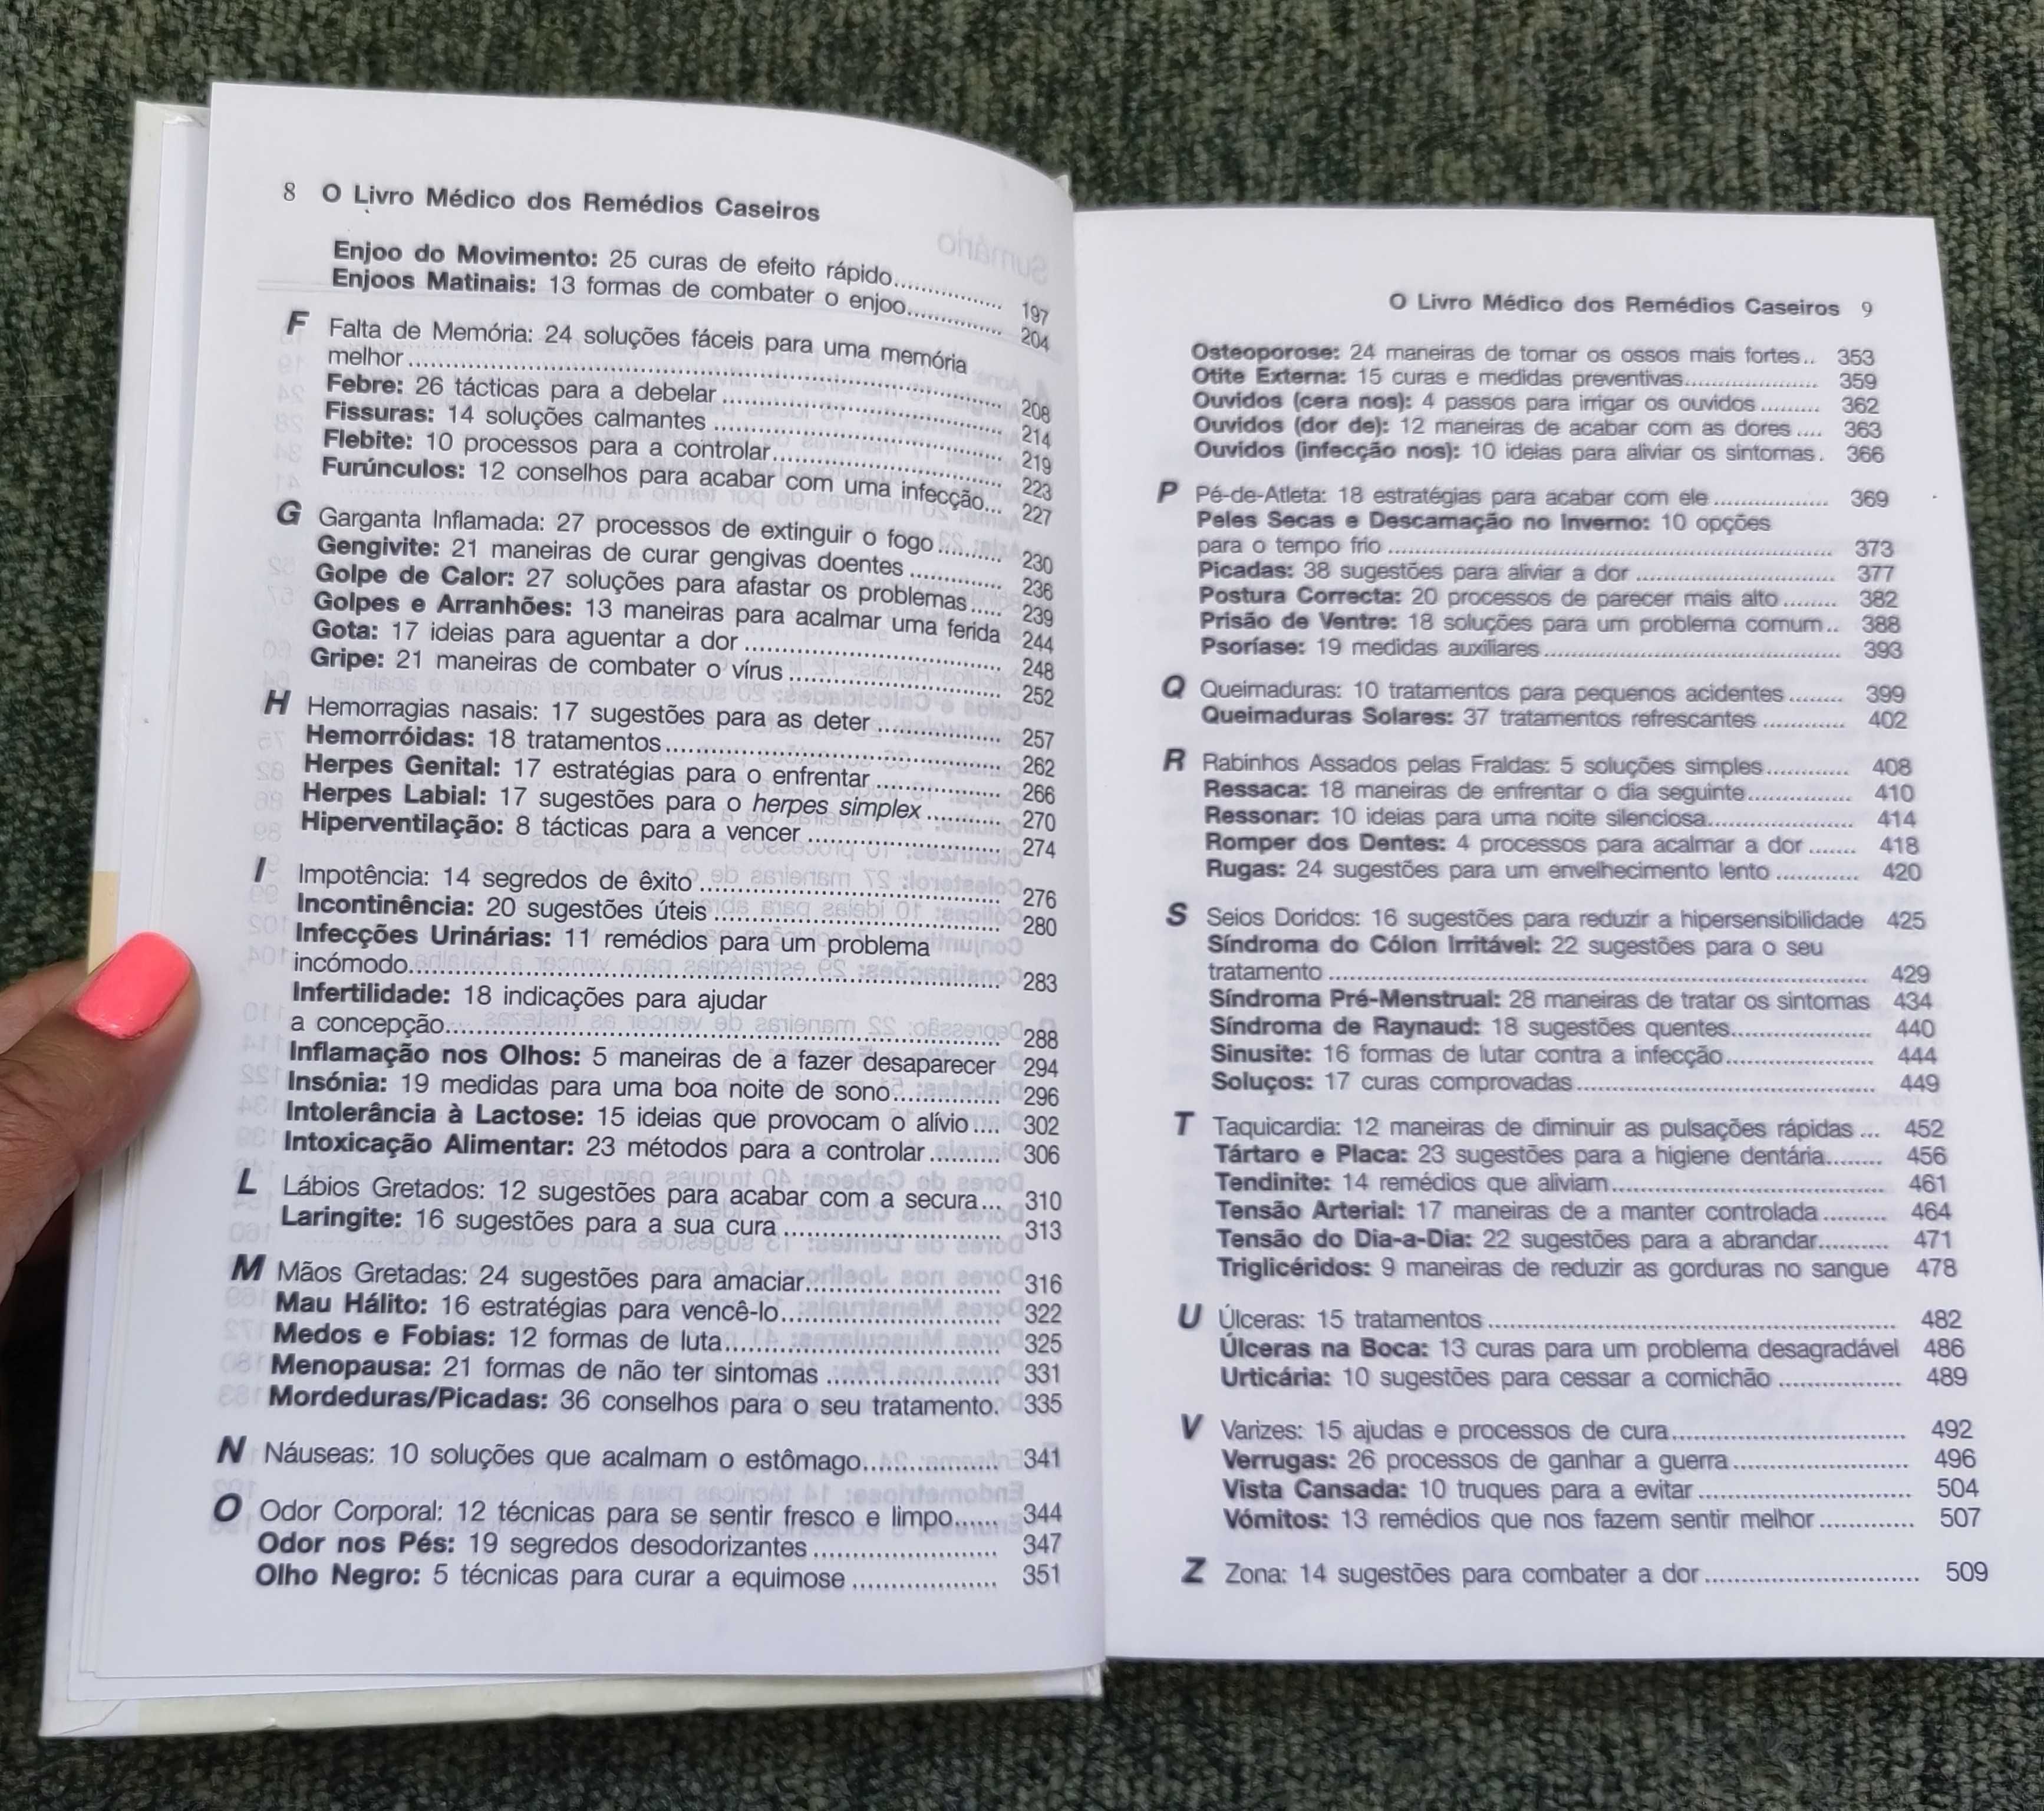 8 O Livro Médico dos Remédios Caseiros
Enjoo do Movimento: 25 curas de efeito rápido................. 197
Enjoos Matinais: 13 formas de combater o enjoo............... 204
F Falta de Memória: 24 soluções fáceis para uma memória
melhor ................ 208
Febre: 26 tácticas para a debelar ................ 214
Fissuras: 14 soluções calmantes ................ 219
Flebite: 10 processos para a controlar................ 223
Furúnculos: 12 conselhos para acabar com uma infecção... 227
G Garganta Inflamada: 27 processos de extinguir o fogo......... 230
Gengivite: 21 maneiras de curar gengivas doentes ............. 236
Golpe de Calor: 27 soluções para afastar os problemas..... 239
Golpes e Arranhões: 13 maneiras para acalmar uma ferida 244
Gota: 17 ideias para aguentar a dor ................ 248
Gripe: 21 maneiras de combater o vírus ................ 252
H Hemorragias nasais: 17 sugestões para as deter ................ 257
Hemorróidas: 18 tratamentos................ 262
Herpes Genital: 17 estratégias para o enfrentar................ 266
Herpes Labial: 17 sugestões para o herpes simplex .......... 270
Hiperventilação: 8 tácticas para a vencer................ 274
I Impotência: 14 segredos de êxito................ 276
Incontinência: 20 sugestões úteis ................ 280
Infecções Urinárias: 11 remédios para um problema
incómodo................ 283
Infertilidade: 18 indicações para ajudar
a concepção................ 288
Inflamação nos Olhos: 5 maneiras de a fazer desaparecer 294
Insónia: 19 medidas para uma boa noite de sono............... 296
Intolerância à Lactose: 15 ideias que provocam o alívio .... 302
Intoxicação Alimentar: 23 métodos para a controlar .......... 306
L Lábios Gretados: 12 sugestões para acabar com a secura... 310
Laringite: 16 sugestões para a sua cura ................ 313
M Mãos Gretadas: 24 sugestões para amaciar................ 316
Mau Hálito: 16 estratégias para vencê-lo................ 322
Medos e Fobias: 12 formas de luta................ 325
Menopausa: 21 formas de não ter sintomas ................ 331
Mordeduras/Picadas: 36 conselhos para o seu tratamento. 335
N Náuseas: 10 soluções que acalmam o estômago................ 341
O Odor Corporal: 12 técnicas para se sentir fresco e limpo...... 344
Odor nos Pés: 19 segredos desodorizantes ................ 347
Olho Negro: 5 técnicas para curar a equimose ................ 351
O Livro Médico dos Remédios Caseiros 9
Osteoporose: 24 maneiras de tornar os ossos mais fortes.. 353
Otite Externa: 15 curas e medidas preventivas................ 359
Ouvidos (cera nos): 4 passos para irrigar os ouvidos ......... 362
Ouvidos (dor de): 12 maneiras de acabar com as dores .... 363
Ouvidos (infecção nos): 10 ideias para aliviar os sintomas . 366
P Pé-de-Atleta: 18 estratégias para acabar com ele ................ 369
Peles Secas e Descamação no Inverno: 10 opções
para o tempo frio ................ 373
Picadas: 38 sugestões para aliviar a dor ................ 377
Postura Correcta: 20 processos de parecer mais alto ........ 382
Prisão de Ventre: 18 soluções para um problema comum.. 388
Psoríase: 19 medidas auxiliares ................ 393
Q Queimaduras: 10 tratamentos para pequenos acidentes ........ 399
Queimaduras Solares: 37 tratamentos refrescantes ............ 402
R Rabinhos Assados pelas Fraldas: 5 soluções simples............ 408
Ressaca: 18 maneiras de enfrentar o dia seguinte............... 410
Ressonar: 10 ideias para uma noite silenciosa................ 414
Romper dos Dentes: 4 processos para acalmar a dor ....... 418
Rugas: 24 sugestões para um envelhecimento lento ............ 420
S Seios Doridos: 16 sugestões para reduzir a hipersensibilidade 425
Síndroma do Cólon Irritável: 22 sugestões para o seu
tratamento ................ 429
Síndroma Pré-Menstrual: 28 maneiras de tratar os sintomas 434
Síndroma de Raynaud: 18 sugestões quentes................ 440
Sinusite: 16 formas de lutar contra a infecção................ 444
Soluços: 17 curas comprovadas ................ 449
T Taquicardia: 12 maneiras de diminuir as pulsações rápidas ... 452
Tártaro e Placa: 23 sugestões para a higiene dentária........ 456
Tendinite: 14 remédios que aliviam................ 461
Tensão Arterial: 17 maneiras de a manter controlada ......... 464
Tensão do Dia-a-Dia: 22 sugestões para a abrandar.......... 471
Triglicéridos: 9 maneiras de reduzir as gorduras no sangue 478
U Úlceras: 15 tratamentos ................ 482
Úlceras na Boca: 13 curas para um problema desagradável 486
Urticária: 10 sugestões para cessar a comichão ................ 489
V Varizes: 15 ajudas e processos de cura................ 492
Verrugas: 26 processos de ganhar a guerra................ 496
Vista Cansada: 10 truques para a evitar ................ 504
Vómitos: 13 remédios que nos fazem sentir melhor ............. 507
Z Zona: 14 sugestões para combater a dor ................ 509